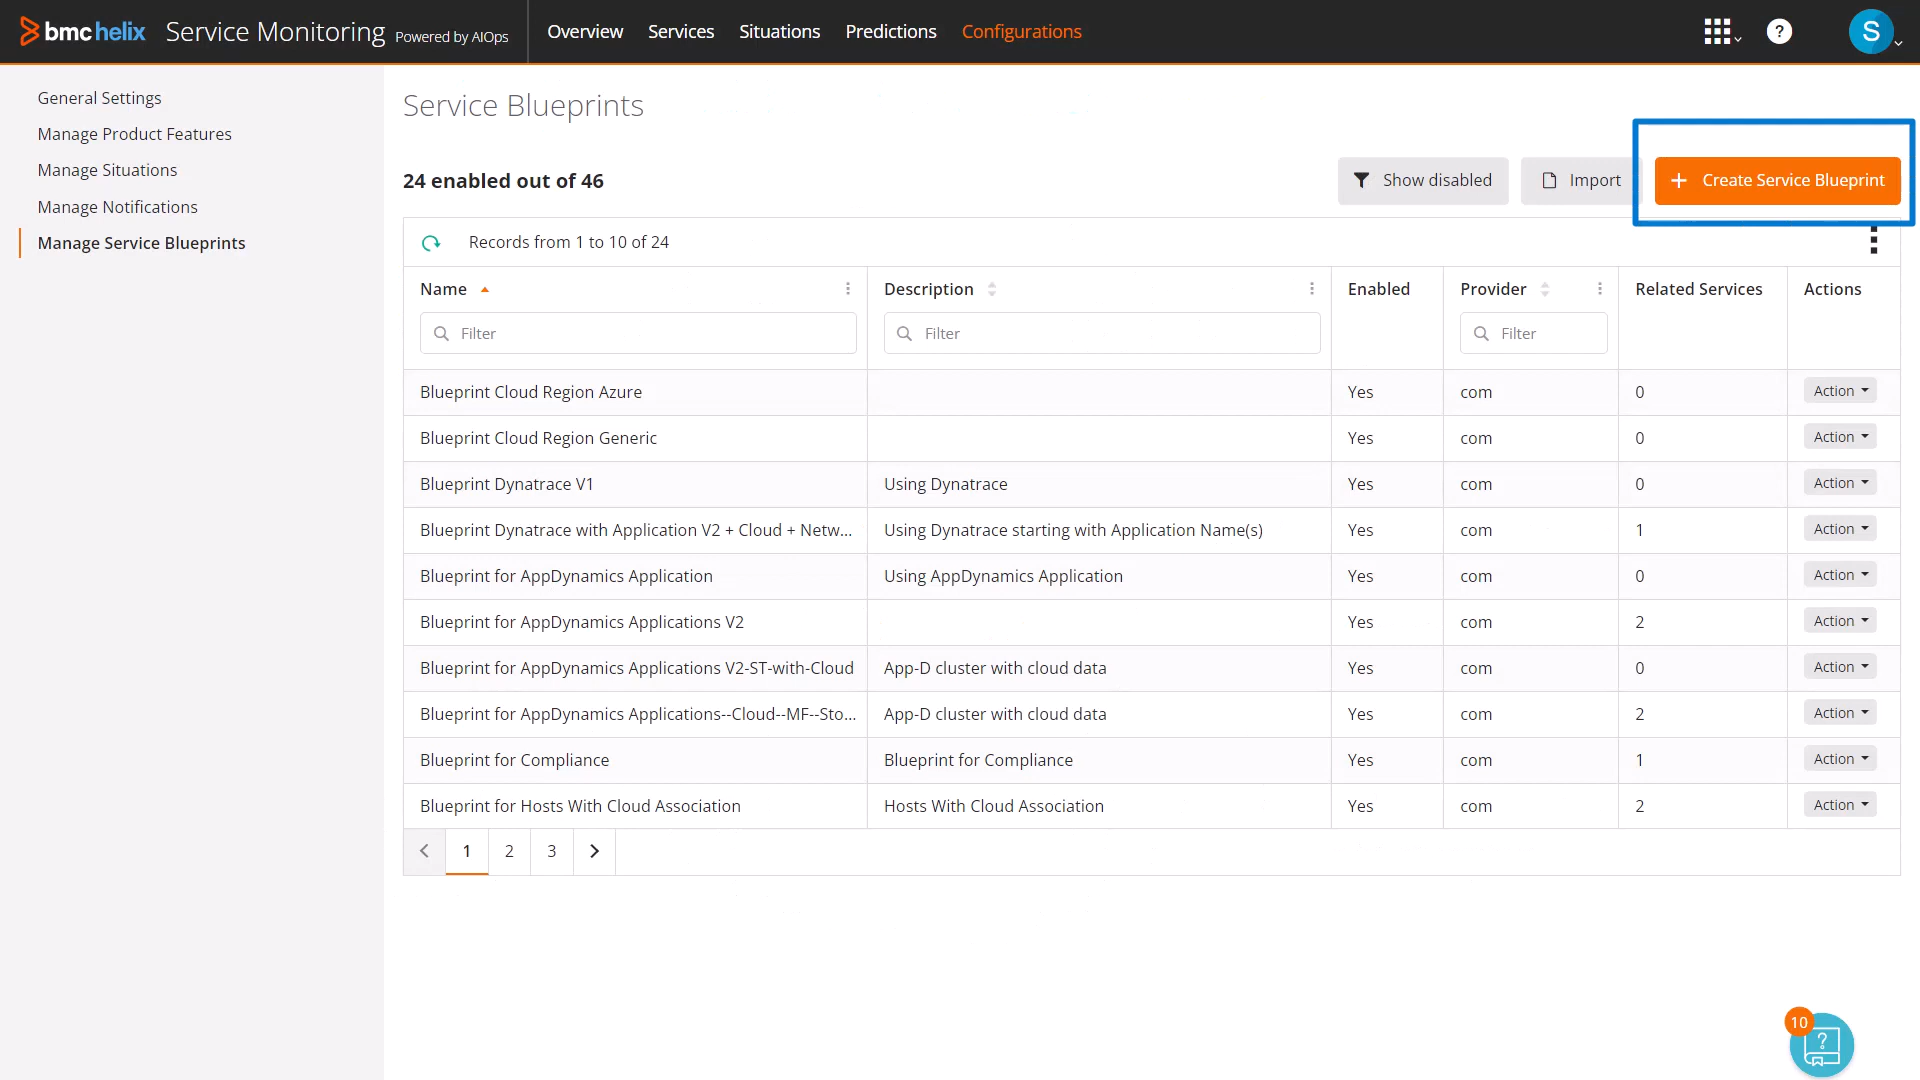 bmc helix Service Monitoring Powered by AIOps Overview Services Situations Predictions Configurations ? S
General Settings
Manage Product Features
Manage Situations
Manage Notifications
Manage Service Blueprints
Service Blueprints
24 enabled out of 46 Show disabled Import + Create Service Blueprint
Records from 1 to 10 of 24
Name Description Enabled Provider Related Services Actions
Filter Filter Filter
Blueprint Cloud Region Azure Yes com 0 Action
Blueprint Cloud Region Generic Yes com 0 Action
Blueprint Dynatrace V1 Using Dynatrace Yes com 0 Action
Blueprint Dynatrace with Application V2 + Cloud + Netw... Using Dynatrace starting with Application Name(s) Yes com 1 Action
Blueprint for AppDynamics Application Using AppDynamics Application Yes com 0 Action
Blueprint for AppDynamics Applications V2 Yes com 2 Action
Blueprint for AppDynamics Applications V2-ST-with-Cloud App-D cluster with cloud data Yes com 0 Action
Blueprint for AppDynamics Applications--Cloud--MF--Sto... App-D cluster with cloud data Yes com 2 Action
Blueprint for Compliance Blueprint for Compliance Yes com 1 Action
Blueprint for Hosts With Cloud Association Hosts With Cloud Association Yes com 2 Action
1 2 3
10 ?